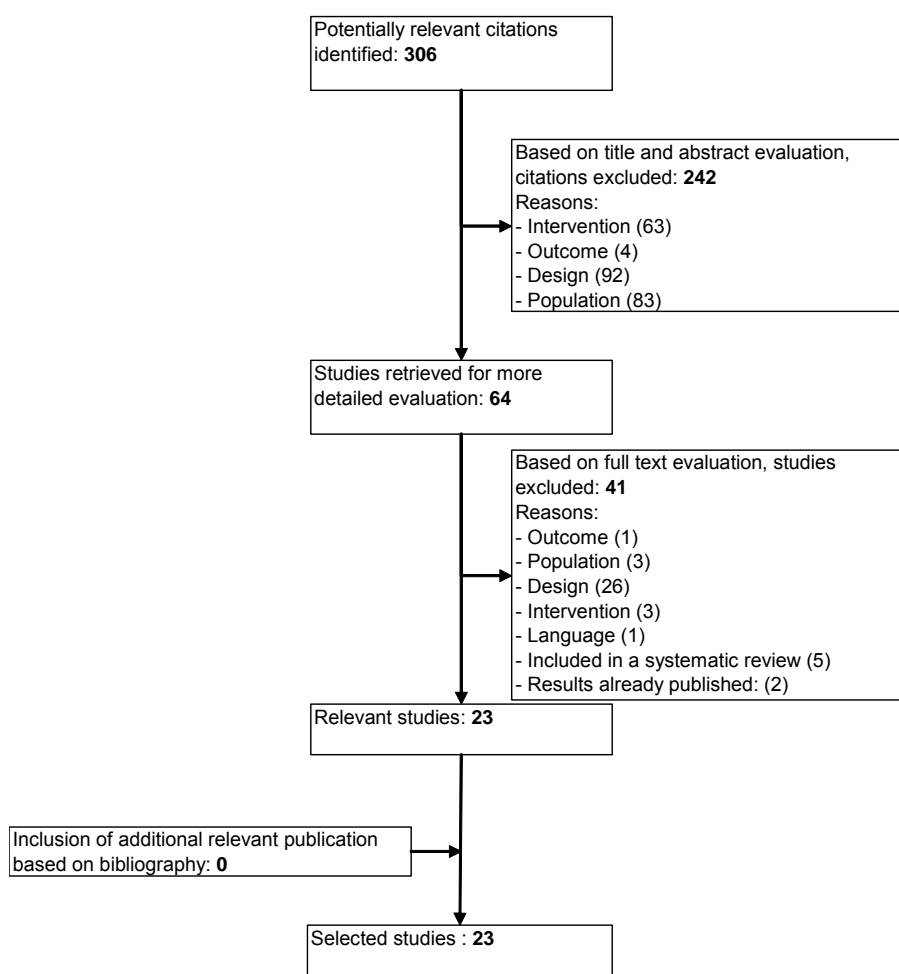 Potentially relevant citations
identified: 306
Based on title and abstract evaluation,
citations excluded: 242
Reasons:
- Intervention (63)
- Outcome (4)
- Design (92)
- Population (83)
Studies retrieved for more
detailed evaluation: 64
Based on full text evaluation, studies
excluded: 41
Reasons:
- Outcome (1)
- Population (3)
- Design (26)
- Intervention (3)
- Language (1)
- Included in a systematic review (5)
- Results already published: (2)
Relevant studies: 23
Inclusion of additional relevant publication
based on bibliography: 0
Selected studies : 23